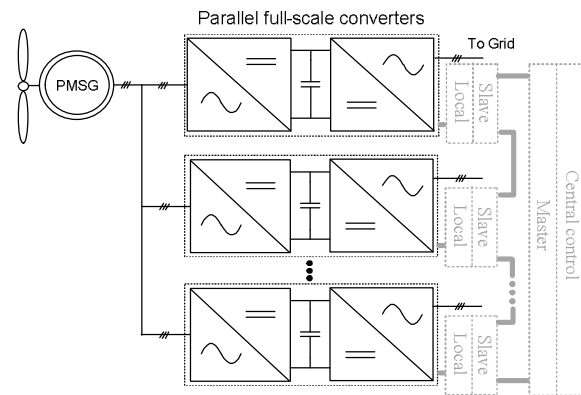 Parallel full-scale converters
PMSG
To Grid
Local
Slave
Local
Slave
Local
Slave
Master
Central control